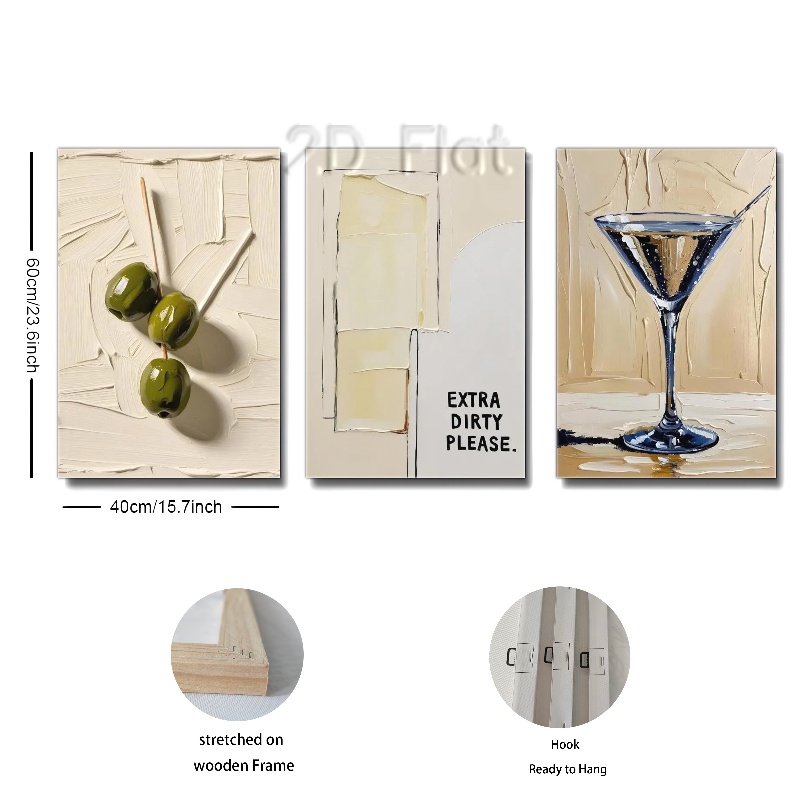 2D Flat
60cm/23.6inch
EXTRA
DIRTY
PLEASE.
40cm/15.7inch
stretched on
wooden Frame
Hook
Ready to Hang